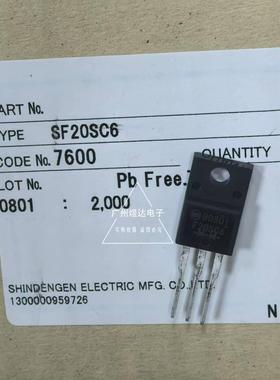 PART No.
TYPE SF20SC6
CODE No. 7600 QUANTITY
LOT No. Pb Free.
0801 : 2,000
广州煜达电子
0801
F20SC6
SHINDENGEN ELECTRIC MFG. CO.,LTD.
1300000959726
N